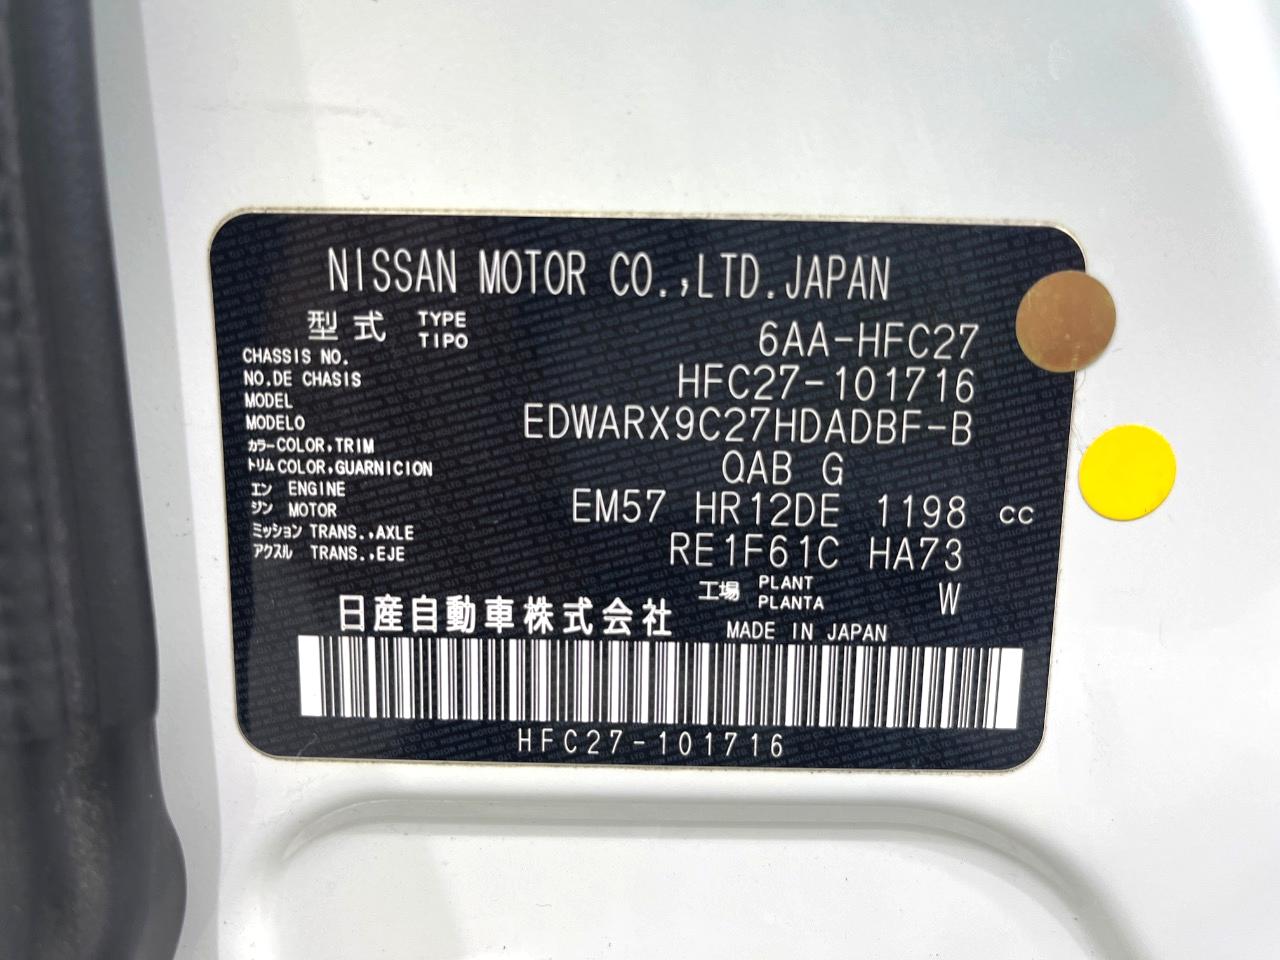 NISSAN MOTOR CO.,LTD.JAPAN
型式 TYPE TIPO 6AA-HFC27
CHASSIS NO.
NO.DE CHASIS HFC27-101716
MODEL
MODELO EDWARX9C27HDADBF-B
カラー COLOR,TRIM
トリム COLOR,GUARNICION QAB G
エン ENGINE
ジン MOTOR EM57 HR12DE 1198 cc
ミッション TRANS.,AXLE
アクスル TRANS.,EJE RE1F61C HA73
工場 PLANT PLANTA W
日産自動車株式会社 MADE IN JAPAN
HFC27-101716